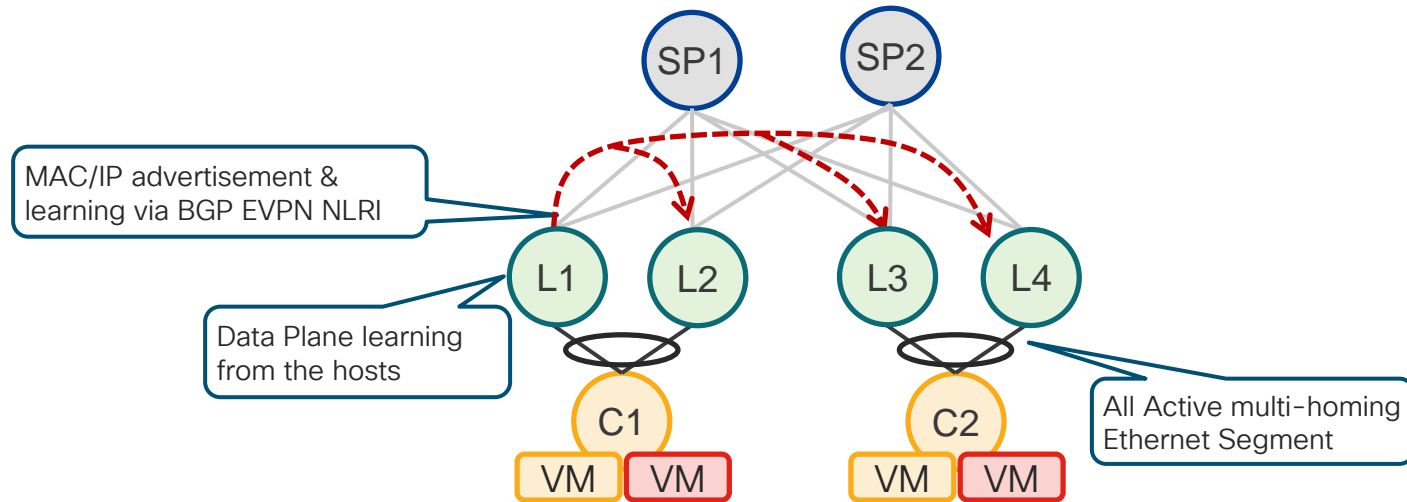 SP1
SP2
MAC/IP advertisement &
learning via BGP EVPN NLRI
L1
L2
L3
L4
Data Plane learning
from the hosts
C1
C2
All Active multi-homing
Ethernet Segment
VM
VM
VM
VM